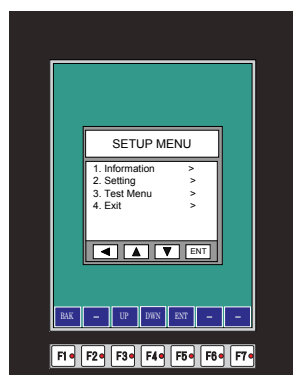 SETUP MENU
1. Information >
2. Setting >
3. Test Menu >
4. Exit >
ENT
BAK – UP DWN ENT – –
F1 F2 F3 F4 F5 F6 F7